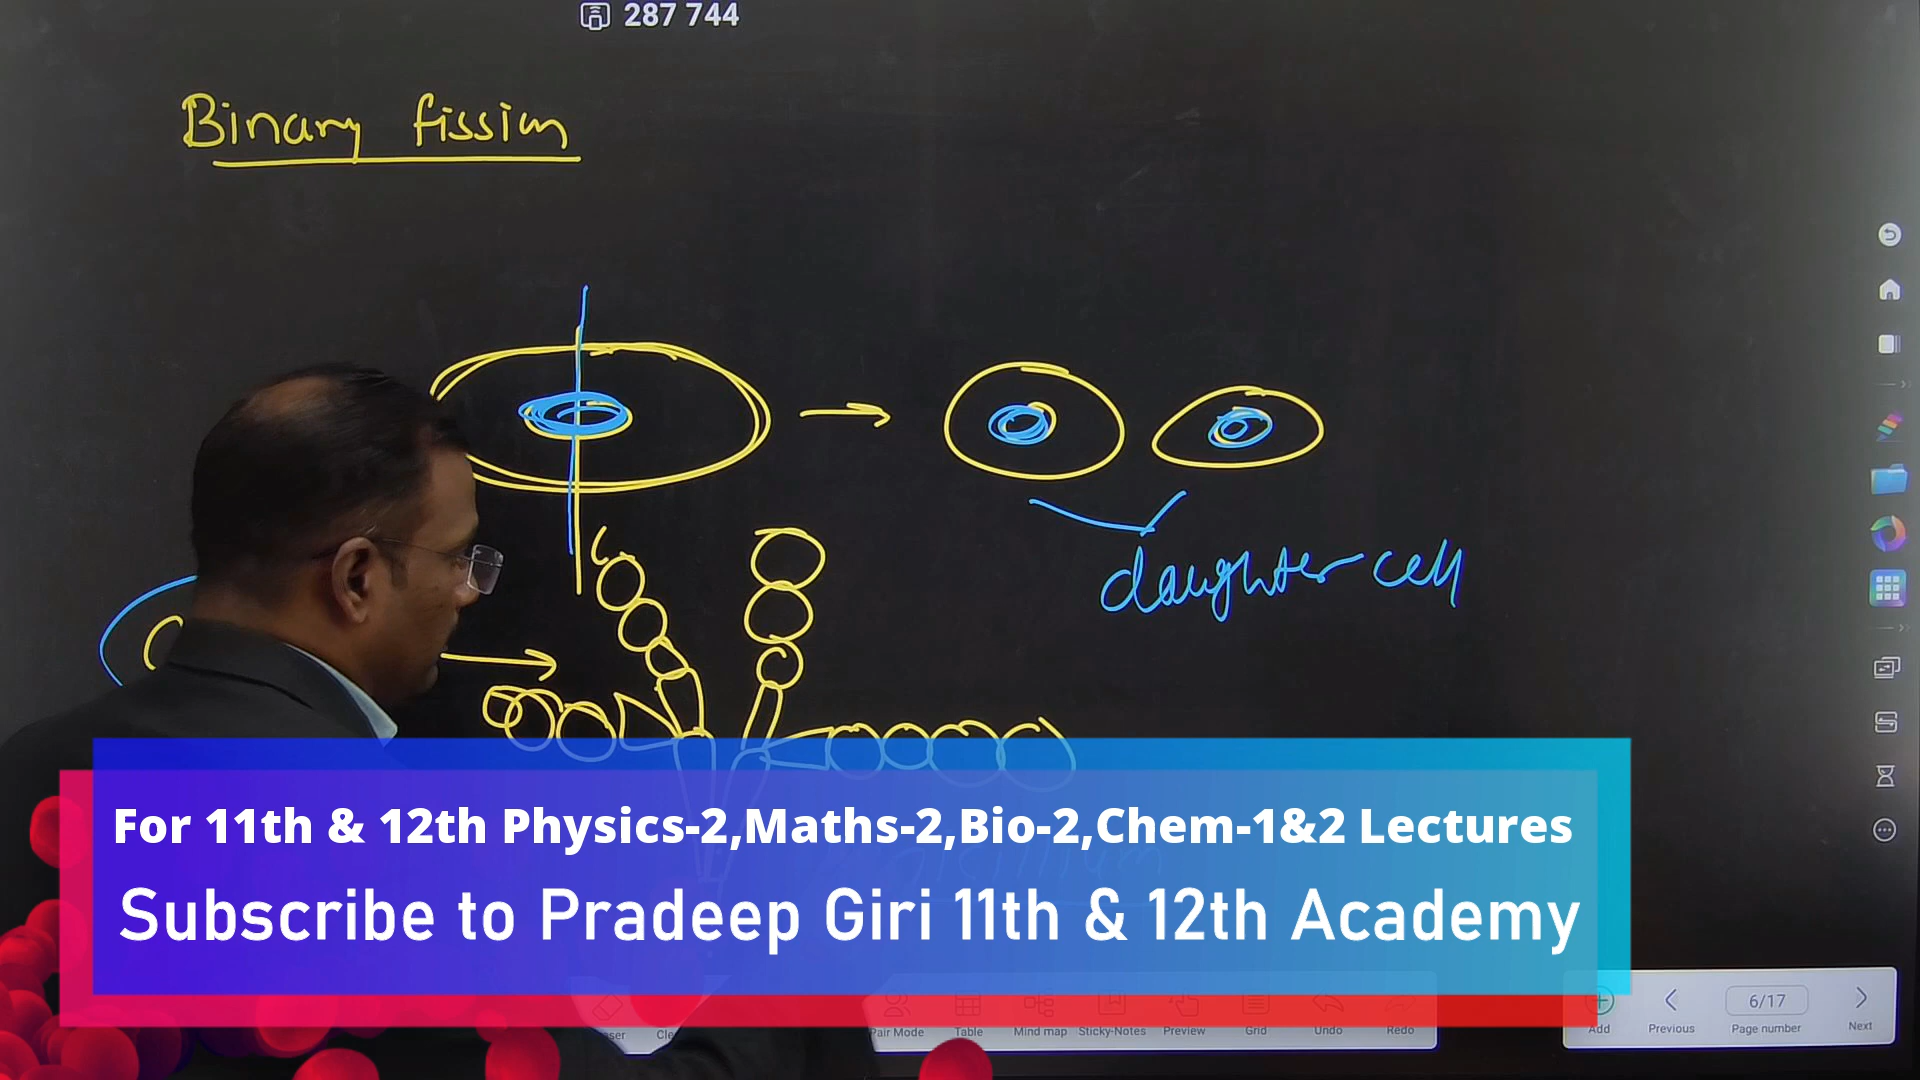 287 744
Binary fission
daughter cell
For 11th & 12th Physics-2,Maths-2,Bio-2,Chem-1&2 Lectures
Subscribe to Pradeep Giri 11th & 12th Academy
Pair Mode Table Mind map Sticky-Notes Preview Grid Undo Redo
Add Previous 6/17 Page number Next